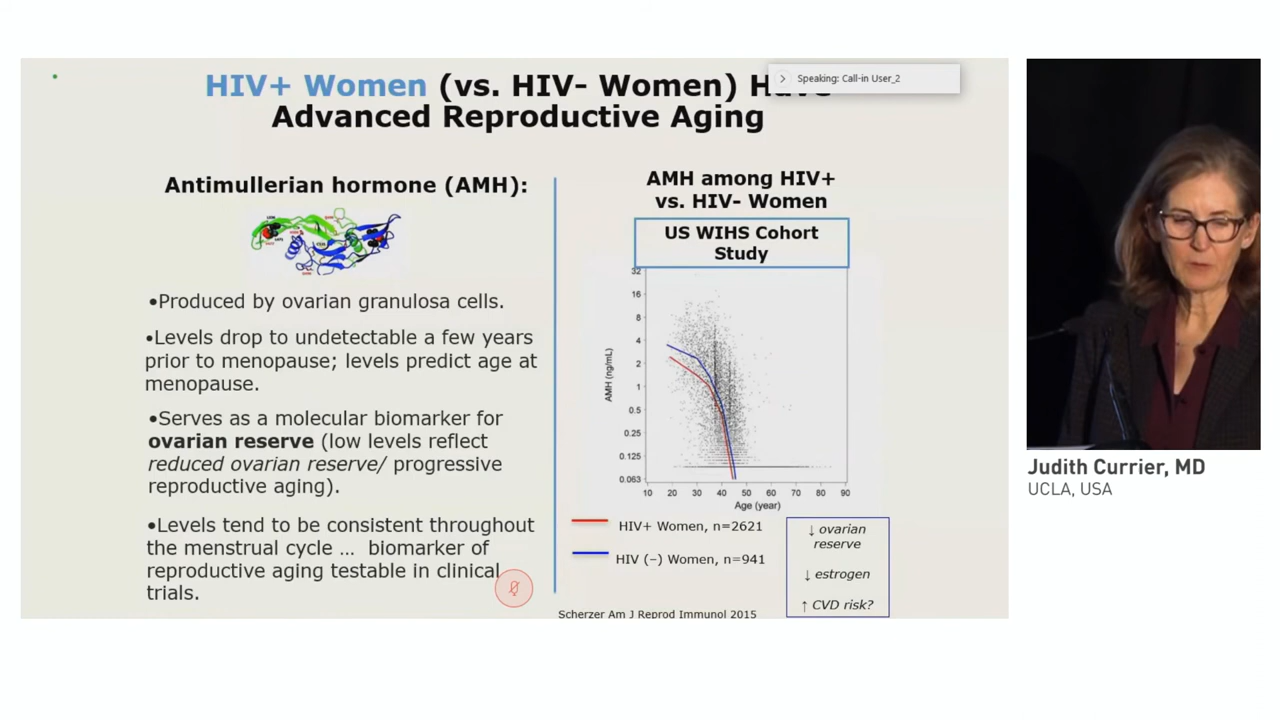 HIV+ Women (vs. HIV- Women) Have
Advanced Reproductive Aging
Speaking: Call-in User_2
Antimullerian hormone (AMH):
•Produced by ovarian granulosa cells.
•Levels drop to undetectable a few years
prior to menopause; levels predict age at
menopause.
•Serves as a molecular biomarker for
ovarian reserve (low levels reflect
reduced ovarian reserve/ progressive
reproductive aging).
•Levels tend to be consistent throughout
the menstrual cycle … biomarker of
reproductive aging testable in clinical
trials.
AMH among HIV+
vs. HIV- Women
US WIHS Cohort
Study
AMH (ng/mL)
32
16
8
4
2
1
0.5
0.25
0.125
0.063
10 20 30 40 50 60 70 80 90
Age (year)
HIV+ Women, n=2621
HIV (–) Women, n=941
↓ ovarian
reserve
↓ estrogen
↑ CVD risk?
Scherzer Am J Reprod Immunol 2015
Judith Currier, MD
UCLA, USA